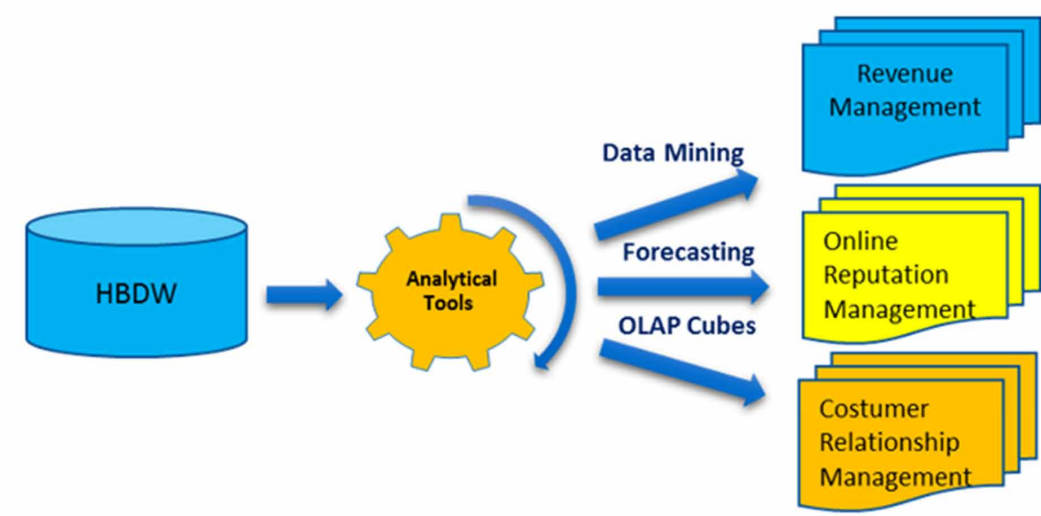 HBDW
Analytical
Tools
Data Mining
Forecasting
OLAP Cubes
Revenue
Management
Online
Reputation
Management
Costumer
Relationship
Management